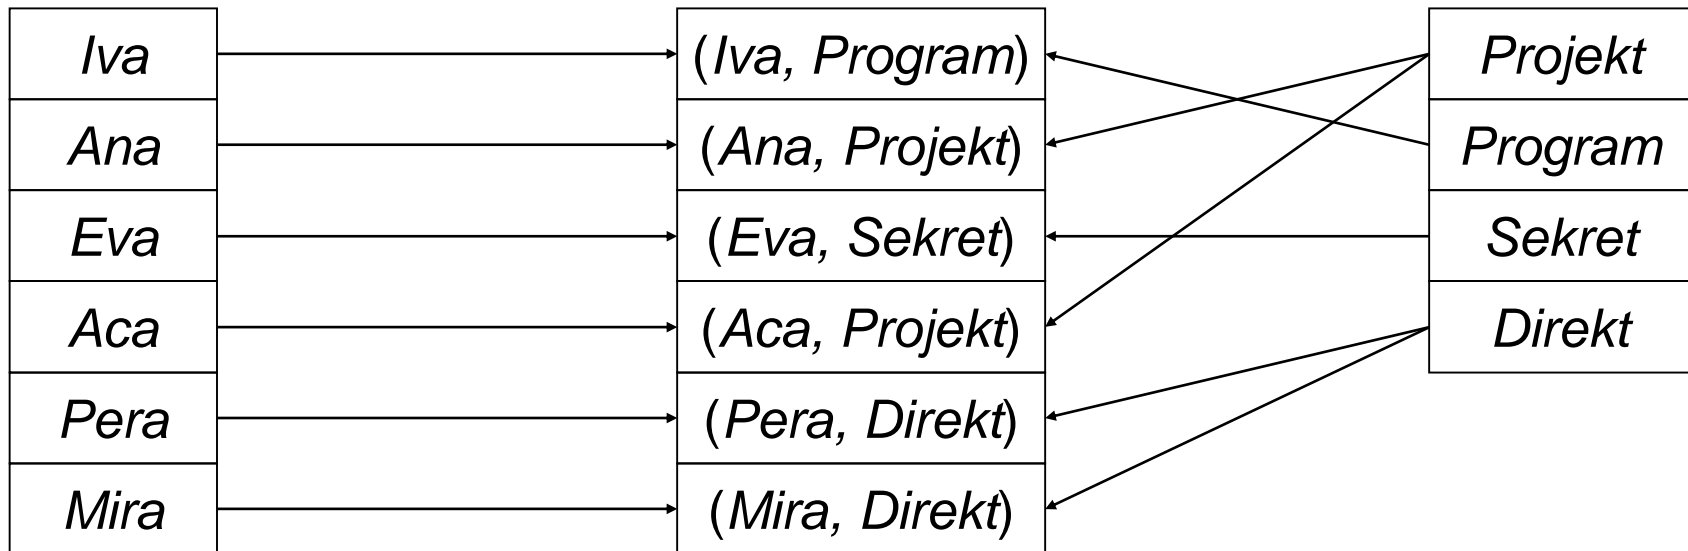 Iva
(Iva, Program)
Projekt
Ana
(Ana, Projekt)
Program
Eva
(Eva, Sekret)
Sekret
Aca
(Aca, Projekt)
Direkt
Pera
(Pera, Direkt)
Mira
(Mira, Direkt)